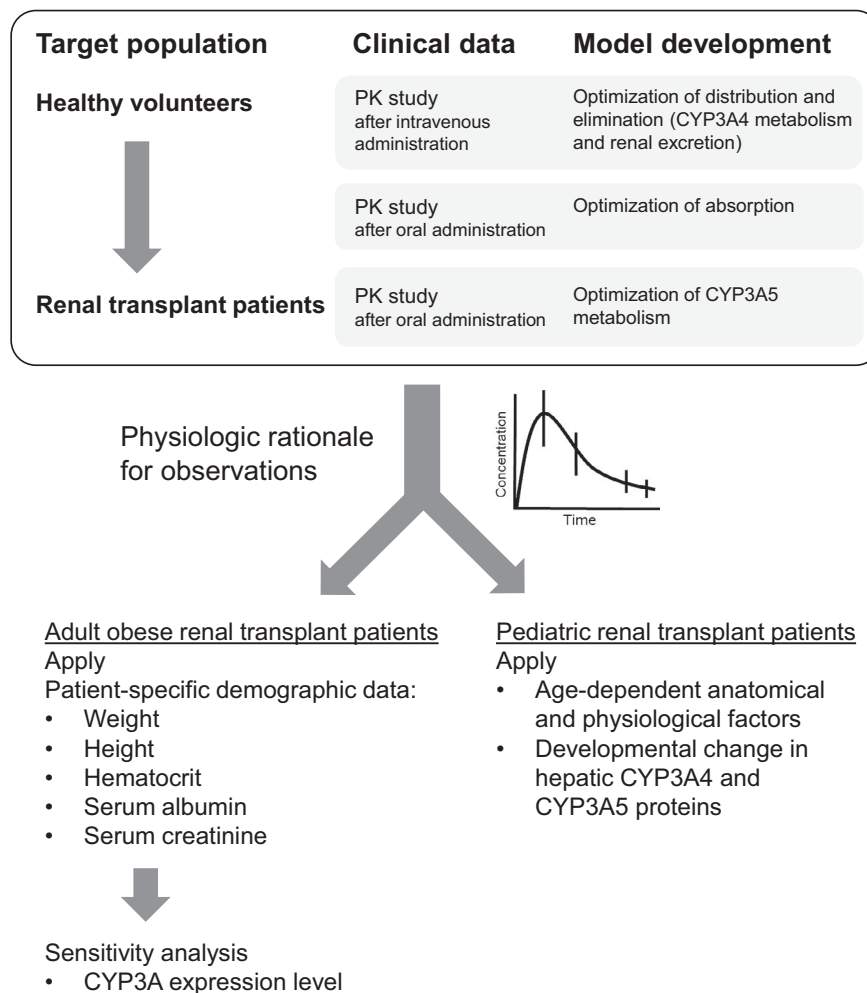 Target population
Clinical data
Model development
Healthy volunteers
PK study
after intravenous
administration
Optimization of distribution and
elimination (CYP3A4 metabolism
and renal excretion)
PK study
after oral administration
Optimization of absorption
Renal transplant patients
PK study
after oral administration
Optimization of CYP3A5
metabolism
Physiologic rationale
for observations
Concentration
Time
Adult obese renal transplant patients
Apply
Patient-specific demographic data:
• Weight
• Height
• Hematocrit
• Serum albumin
• Serum creatinine
Pediatric renal transplant patients
Apply
• Age-dependent anatomical
and physiological factors
• Developmental change in
hepatic CYP3A4 and
CYP3A5 proteins
Sensitivity analysis
• CYP3A expression level